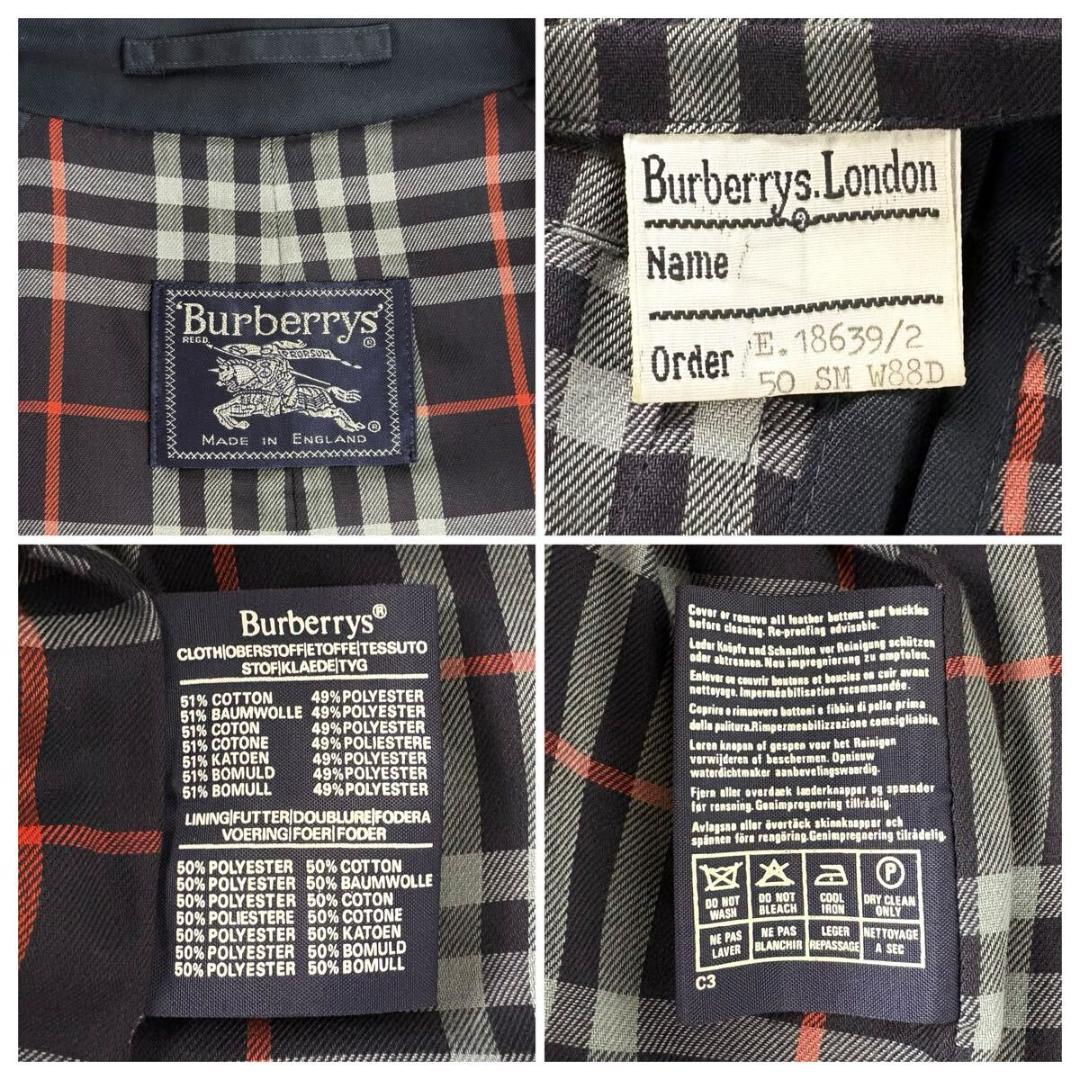 'Burberrys'
REGD. ®
PRORSUM
®
MADE IN ENGLAND
Burberrys.London
Name
Order E. 18639/2
50 SM W88D
Burberrys®
CLOTH|OBERSTOFF|ETOFFE|TESSUTO
STOF|KLAEDE|TYG
51% COTTON 49% POLYESTER
51% BAUMWOLLE 49% POLYESTER
51% COTON 49% POLYESTER
51% COTONE 49% POLIESTERE
51% KATOEN 49% POLYESTER
51% BOMULD 49% POLYESTER
51% BOMULL 49% POLYESTER
LINING|FUTTER|DOUBLURE|FODERA
VOERING|FOER|FODER
50% POLYESTER 50% COTTON
50% POLYESTER 50% BAUMWOLLE
50% POLYESTER 50% COTON
50% POLIESTERE 50% COTONE
50% POLYESTER 50% KATOEN
50% POLYESTER 50% BOMULD
50% POLYESTER 50% BOMULL
Cover or remove all leather buttons and buckles
before cleaning. Re-proofing advisable.
Leder Knöpfe und Schnallen vor Reinigung schützen
oder abtrennen. Neu impregnierung zu empfolen.
Enlever ou couvrir boutons et boucles en cuir avant
nettoyage. Imperméabilisation recommandée.
Coprire o rimuovere bottoni e fibbia di pelle prima
della pulitura. Rimpermeabilizzazione consigliabile.
Leren knopen of gespen voor het Reinigen
verwijderen of beschermen. Opnieuw
waterdichtmaker aanbevelingswaardig.
Fjern eller overdæk læderknapper og spænder
før rensning. Genimprægnering tillrådig.
Avlagsna eller övertäck skinnknappar och
spännen förs rengöring. Genimpregnering tilrådelig.
DO NOT WASH DO NOT BLEACH COOL IRON P DRY CLEAN ONLY
NE PAS LAVER NE PAS BLANCHIR LEGER REPASSAGE NETTOYAGE A SEC
C3